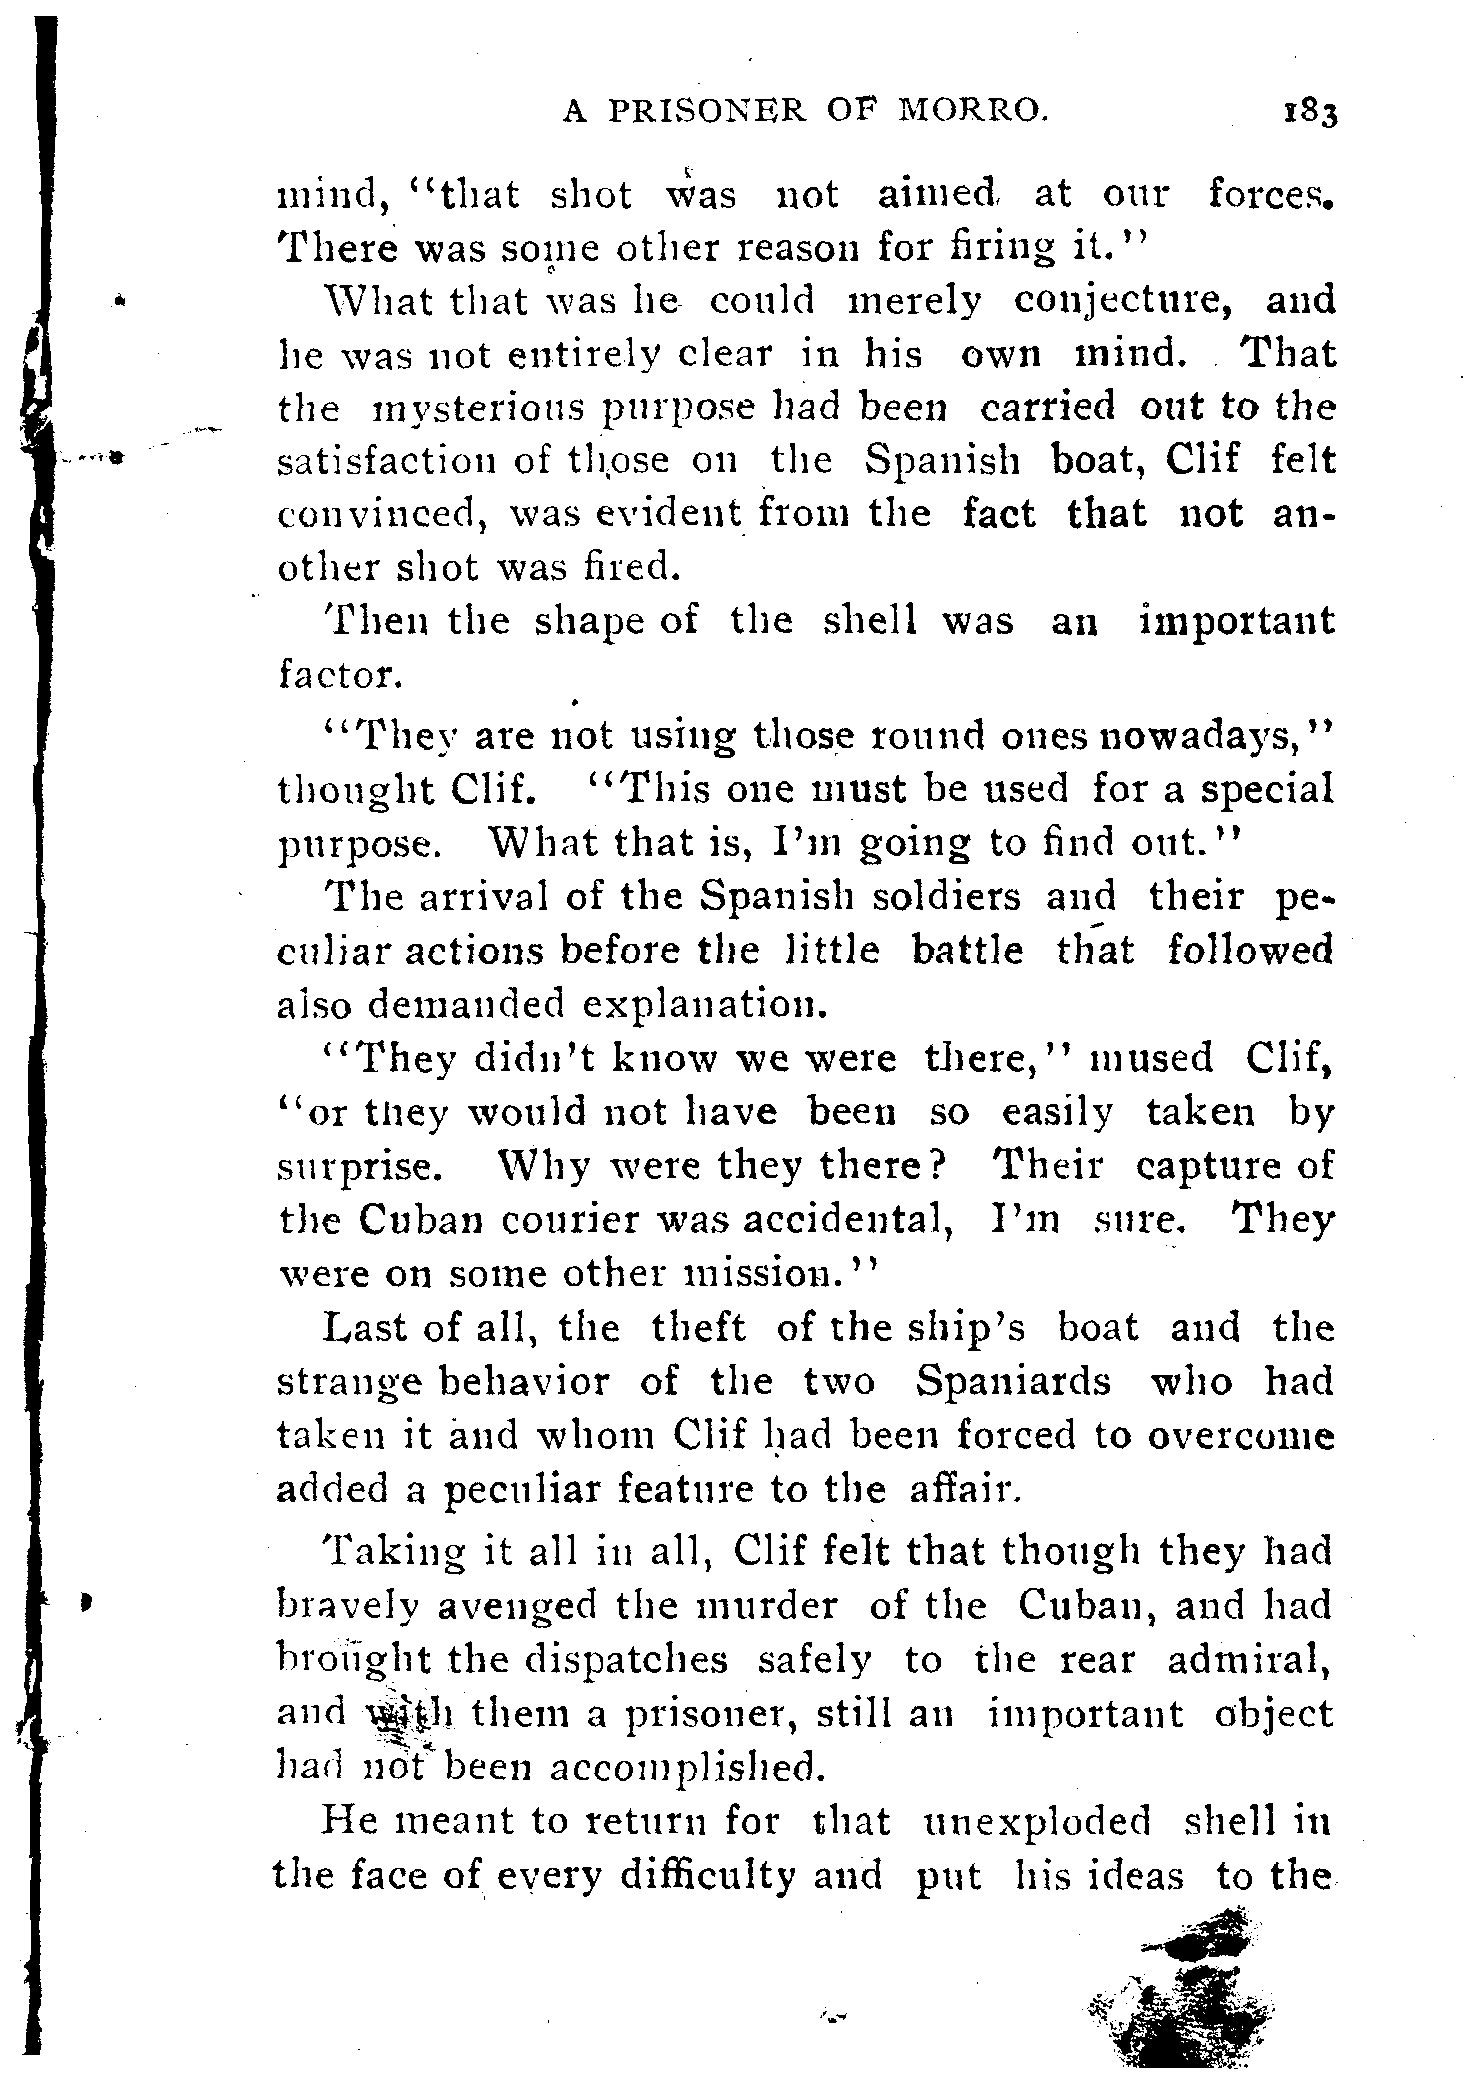 A PRISONER OF MORRO. 183
mind, "that shot was not aimed at our forces.
There was some other reason for firing it."
What that was he could merely conjecture, and
he was not entirely clear in his own mind. That
the mysterious purpose had been carried out to the
satisfaction of those on the Spanish boat, Clif felt
convinced, was evident from the fact that not an-
other shot was fired.
Then the shape of the shell was an important
factor.
"They are not using those round ones nowadays,"
thought Clif. "This one must be used for a special
purpose. What that is, I'm going to find out."
The arrival of the Spanish soldiers and their pe-
culiar actions before the little battle that followed
also demanded explanation.
"They didn't know we were there," mused Clif,
"or they would not have been so easily taken by
surprise. Why were they there? Their capture of
the Cuban courier was accidental, I'm sure. They
were on some other mission."
Last of all, the theft of the ship's boat and the
strange behavior of the two Spaniards who had
taken it and whom Clif had been forced to overcome
added a peculiar feature to the affair.
Taking it all in all, Clif felt that though they had
bravely avenged the murder of the Cuban, and had
brought the dispatches safely to the rear admiral,
and with them a prisoner, still an important object
had not been accomplished.
He meant to return for that unexploded shell in
the face of every difficulty and put his ideas to the